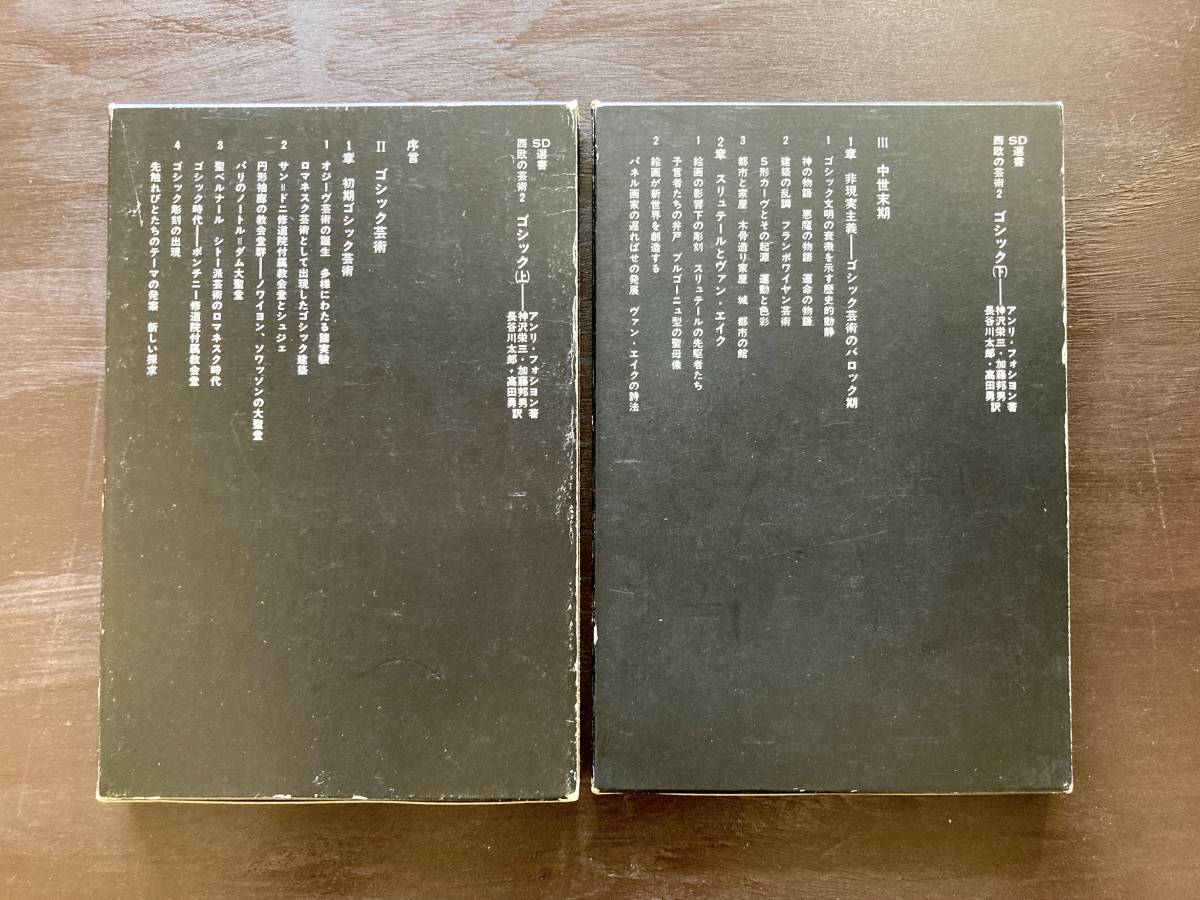 SD選書
西欧の芸術2 ゴシック(上)——アンリ・フォション著
神沢栄三・加藤邦男
長谷川太郎・高田勇訳
序言
II ゴシック芸術
1章 初期ゴシック芸術
1 オジーヴ芸術の誕生 多様にわたる諸実験
ロマネスク芸術として出現したゴシック建築
2 サン=ドニ修道院付属教会堂とシュジェ
円形袖廊の教会堂群——ノワイヨン、ソワッソンの大聖堂
パリのノートル=ダム大聖堂
3 聖ベルナール シトー派芸術のロマネスク時代
ゴシック時代——ポンチニー修道院付属教会堂
4 ゴシック彫刻の出現
先触れびとたちのテーマの発案 新しい探求
SD選書
西欧の芸術2 ゴシック(下)——アンリ・フォション著
神沢栄三・加藤邦男
長谷川太郎・高田勇訳
III 中世末期
1章 非現実主義——ゴシック芸術のバロック期
1 ゴシック文明の衰微を示す歴史的動静
神の物語 悪魔の物語 運命の物語
2 建築の乱調 フランボワイヤン芸術
S形カーヴとその起源 運動と色彩
3 都市と家屋 木骨造り家屋 城 都市の館
2章 スリュテールとヴァン・エイク
1 絵画の影響下の彫刻 スリュテールの先駆者たち
予言者たちの井戸 ブルゴーニュ型の聖母像
2 絵画が新世界を創造する
パネル画家の遅ればせの発展 ヴァン・エイクの詩法